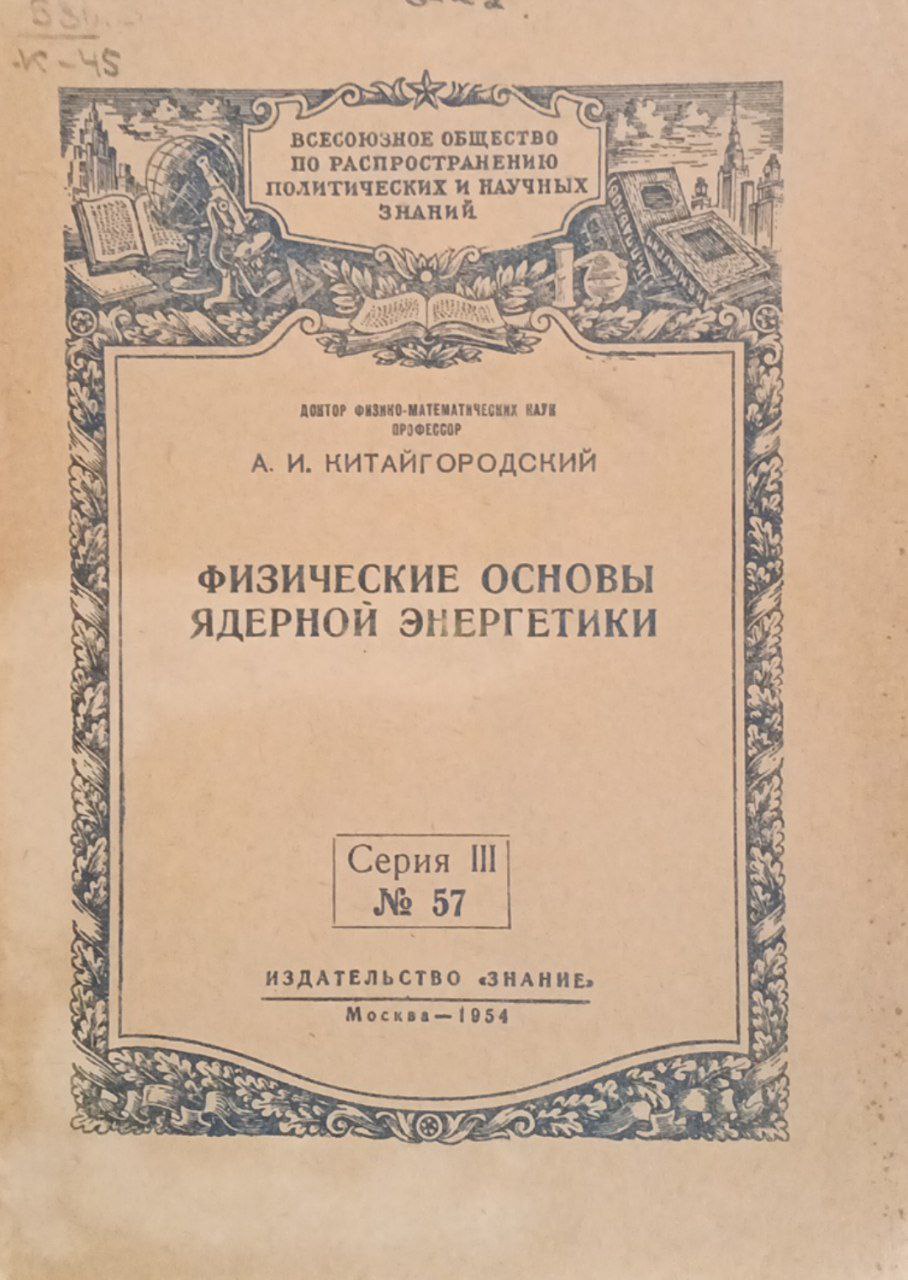 К-45
ВСЕСОЮЗНОЕ ОБЩЕСТВО
ПО РАСПРОСТРАНЕНИЮ
ПОЛИТИЧЕСКИХ И НАУЧНЫХ
ЗНАНИЙ
ДОКТОР ФИЗИКО-МАТЕМАТИЧЕСКИХ НАУК
ПРОФЕССОР
А. И. КИТАЙГОРОДСКИЙ
ФИЗИЧЕСКИЕ ОСНОВЫ
ЯДЕРНОЙ ЭНЕРГЕТИКИ
Серия III
№ 57
ИЗДАТЕЛЬСТВО «ЗНАНИЕ»
Москва—1954